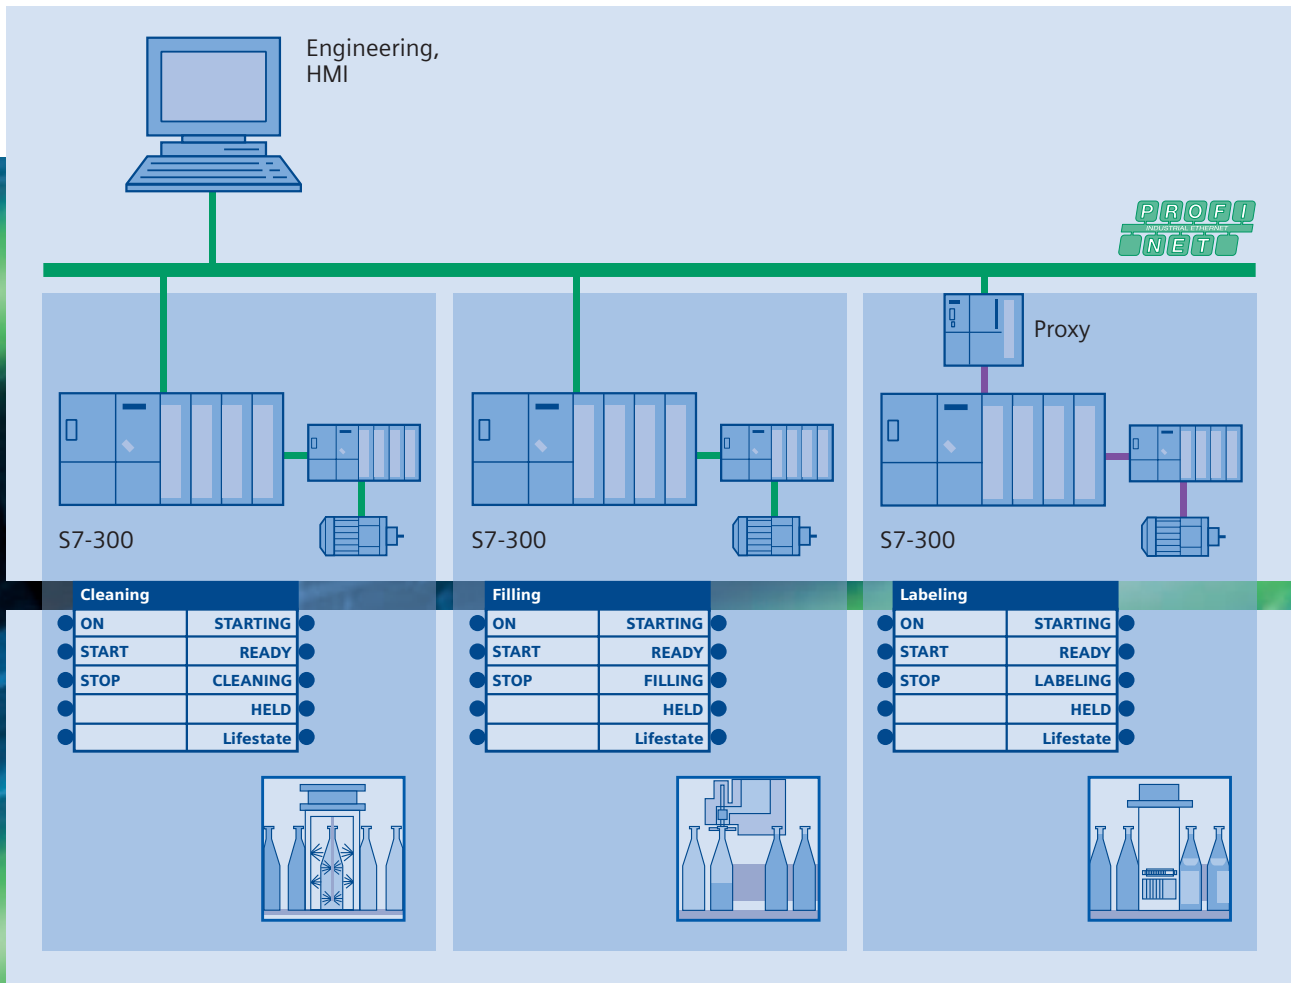 Engineering,
HMI
PROFI
INDUSTRIAL ETHERNET
NET
Proxy
S7-300
S7-300
S7-300
Cleaning
ON STARTING
START READY
STOP CLEANING
HELD
Lifestate
Filling
ON STARTING
START READY
STOP FILLING
HELD
Lifestate
Labeling
ON STARTING
START READY
STOP LABELING
HELD
Lifestate